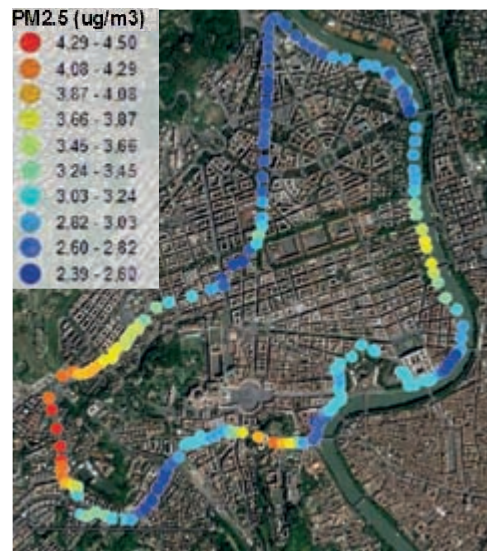 PM2.5 (ug/m3)
4.29 - 4.50
4.08 - 4.29
3.87 - 4.08
3.66 - 3.87
3.45 - 3.66
3.24 - 3.45
3.03 - 3.24
2.82 - 3.03
2.60 - 2.82
2.39 - 2.60